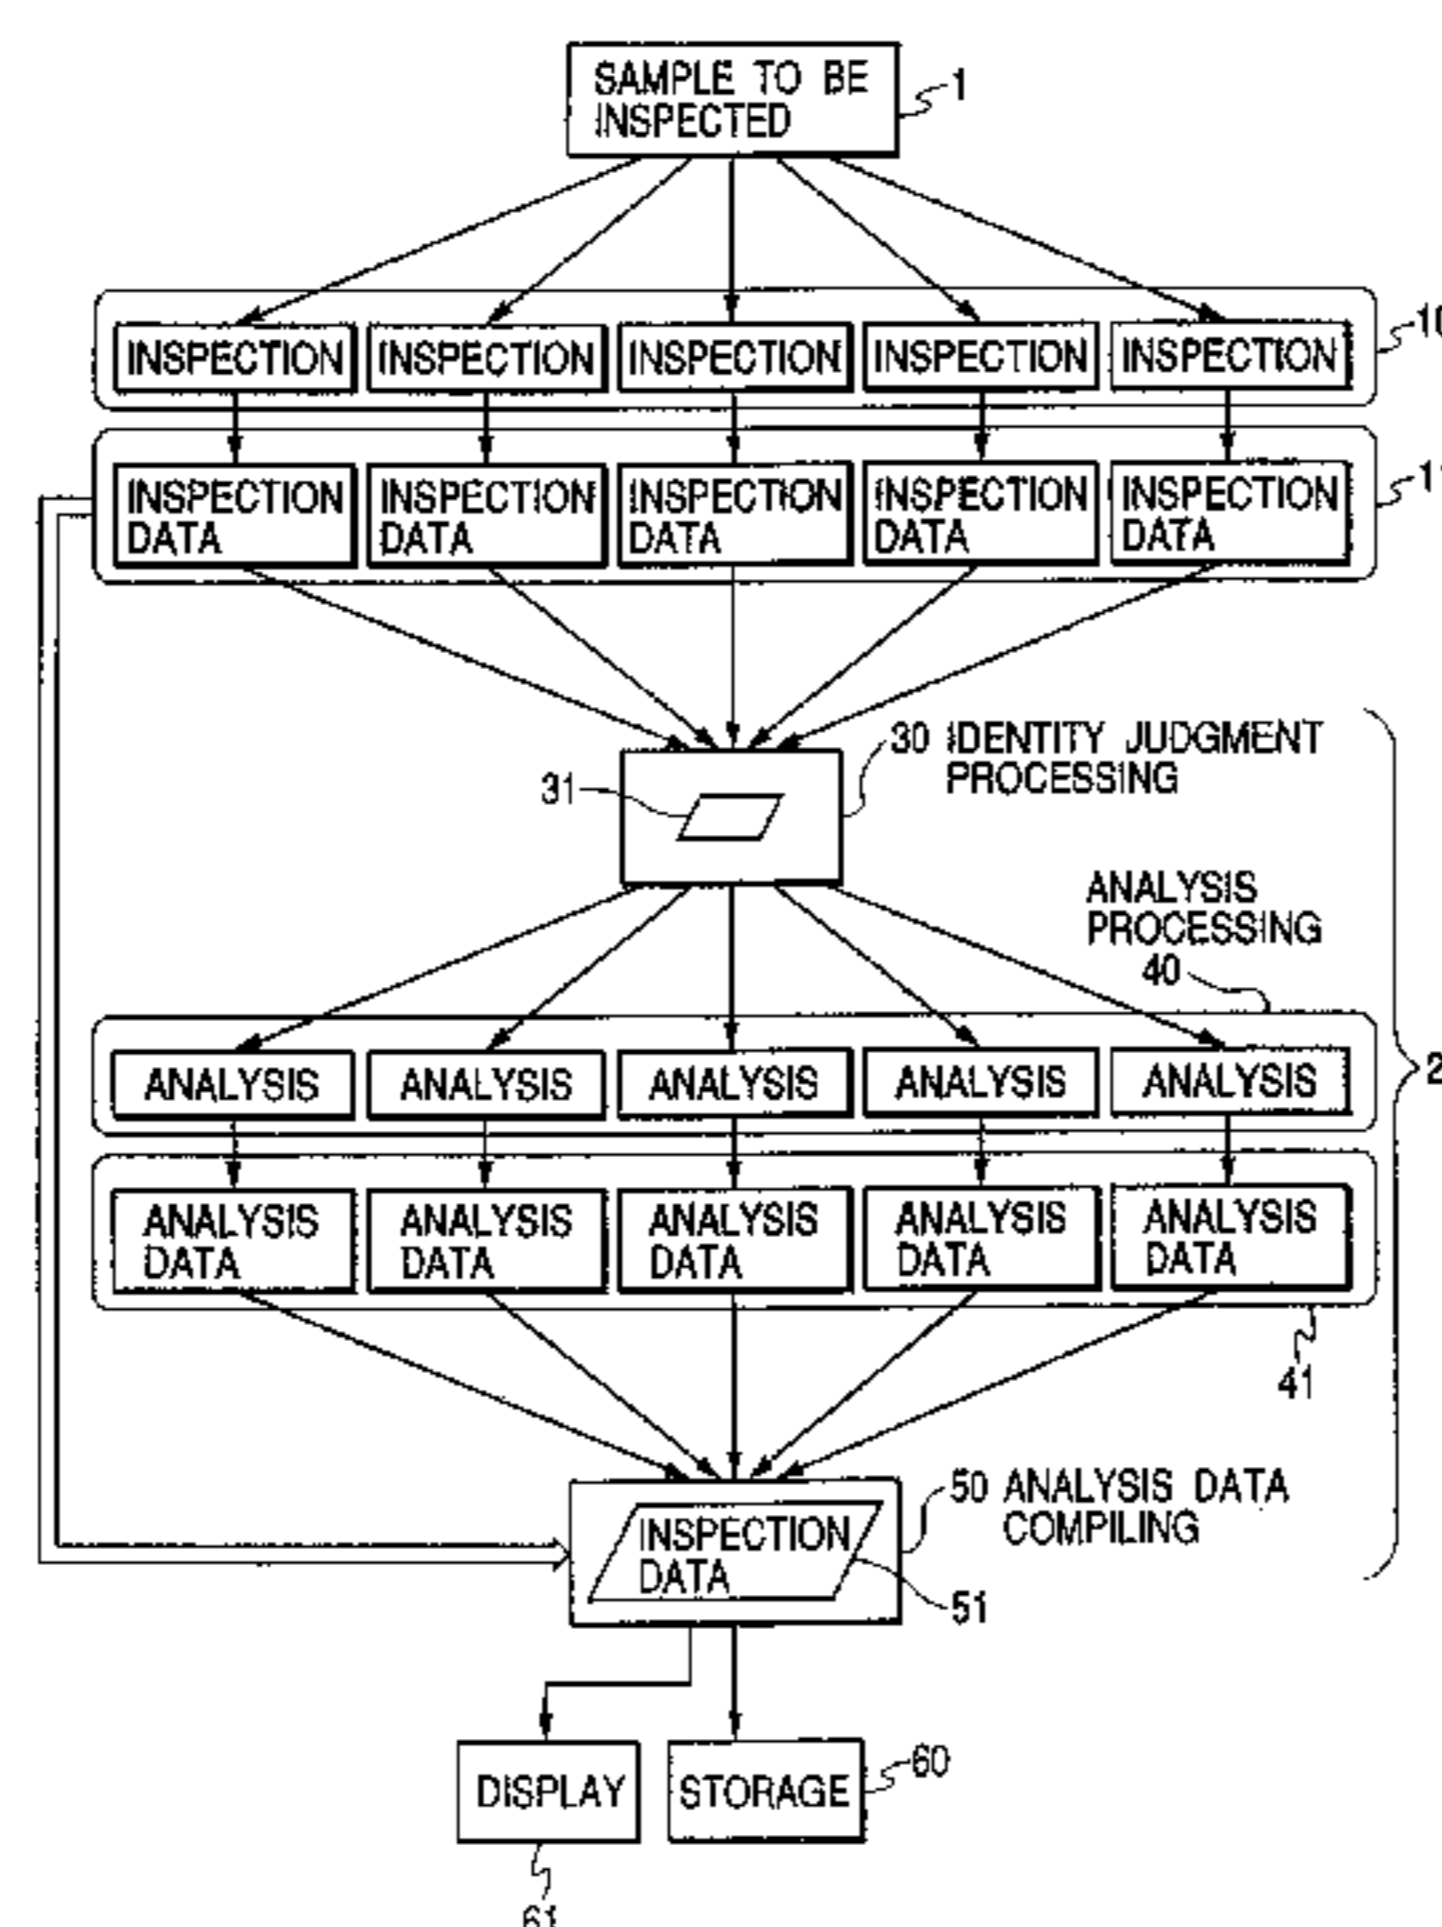 SAMPLE TO BE
INSPECTED
1
INSPECTION INSPECTION INSPECTION INSPECTION INSPECTION
10
INSPECTION INSPECTION INSPECTION INSPECTION INSPECTION
DATA DATA DATA DATA DATA
30 IDENTITY JUDGMENT
PROCESSING
31
ANALYSIS
PROCESSING
40
ANALYSIS ANALYSIS ANALYSIS ANALYSIS ANALYSIS
ANALYSIS ANALYSIS ANALYSIS ANALYSIS ANALYSIS
DATA DATA DATA DATA DATA
41
50 ANALYSIS DATA
COMPILING
INSPECTION
DATA
51
DISPLAY STORAGE
60
61